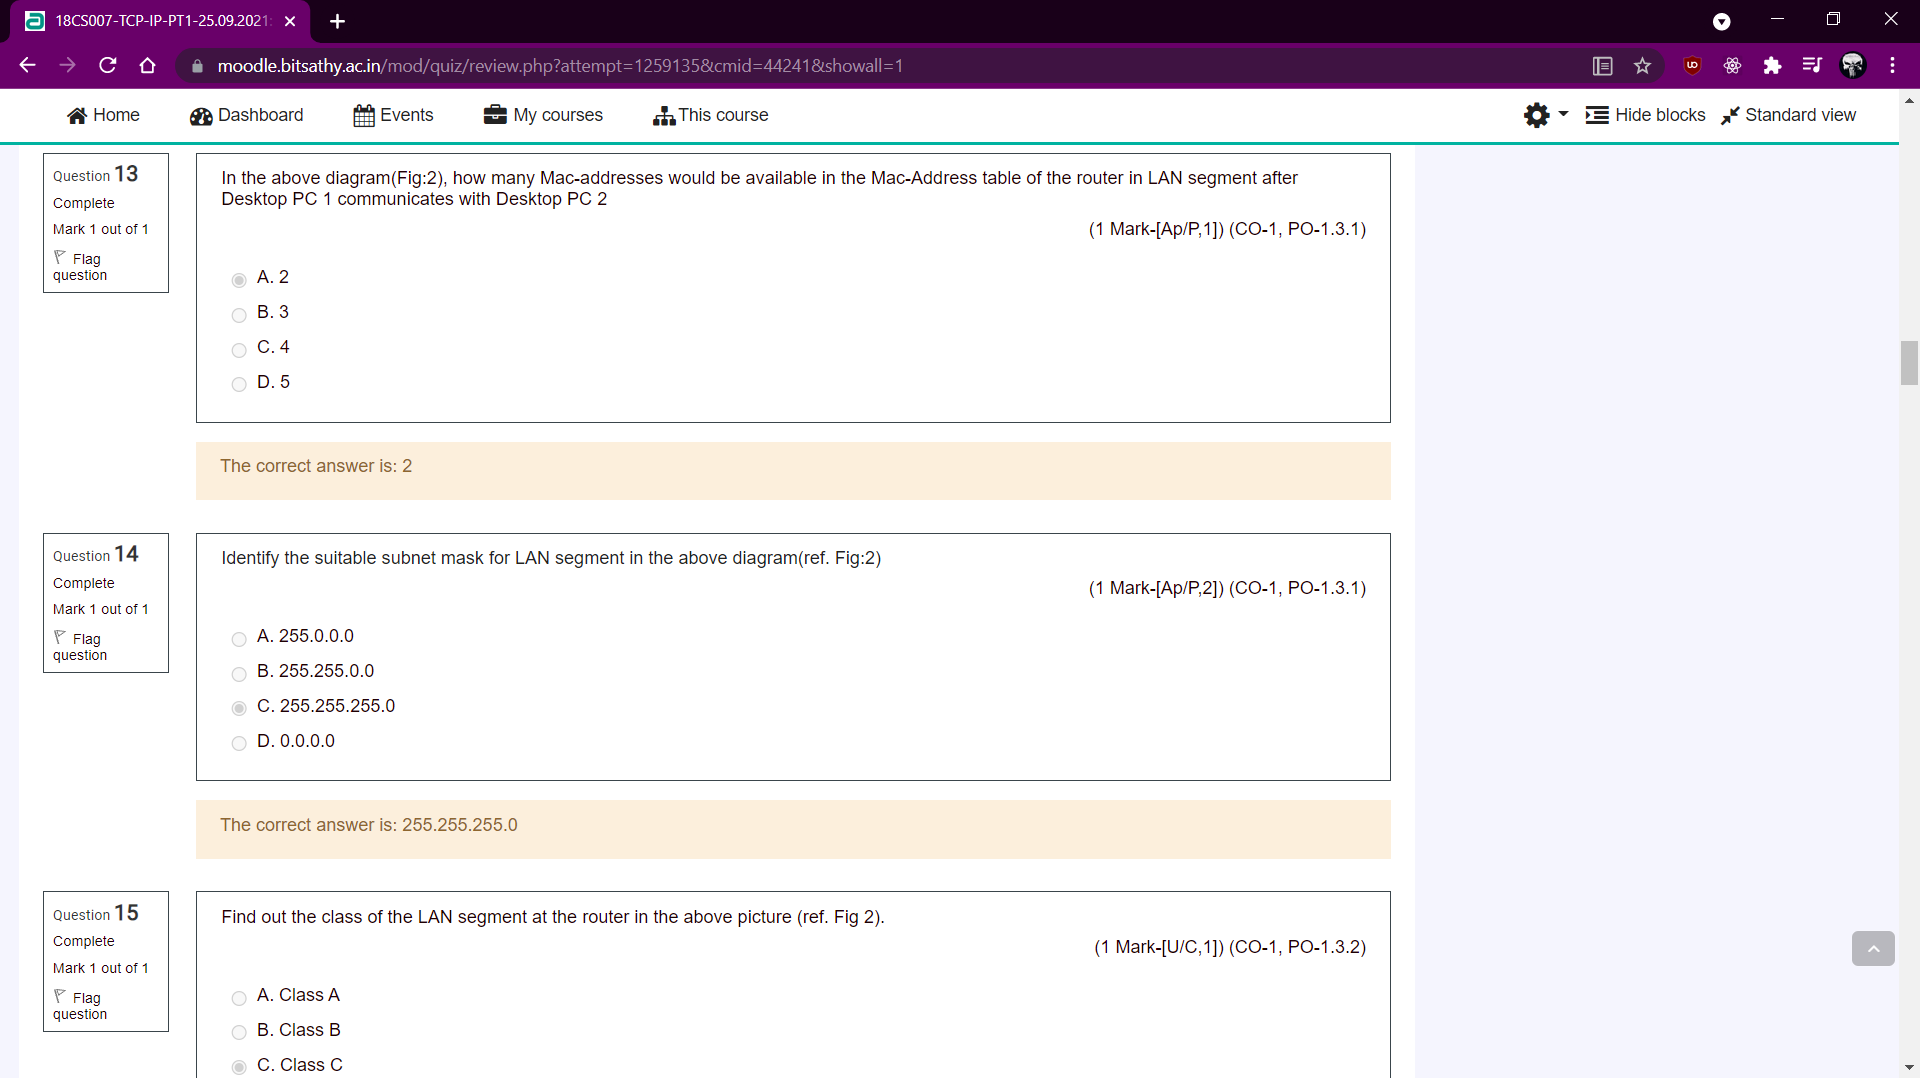 18CS007-TCP-IP-PT1-25.09.2021
moodle.bitsathy.ac.in/mod/quiz/review.php?attempt=1259135&cmid=44241&showall=1
Home
Dashboard
Events
My courses
This course
Hide blocks
Standard view
Question 13
Complete
Mark 1 out of 1
Flag
question
In the above diagram(Fig:2), how many Mac-addresses would be available in the Mac-Address table of the router in LAN segment after
Desktop PC 1 communicates with Desktop PC 2
(1 Mark-[Ap/P,1]) (CO-1, PO-1.3.1)
A. 2
B. 3
C. 4
D. 5
The correct answer is: 2
Question 14
Complete
Mark 1 out of 1
Flag
question
Identify the suitable subnet mask for LAN segment in the above diagram(ref. Fig:2)
(1 Mark-[Ap/P,2]) (CO-1, PO-1.3.1)
A. 255.0.0.0
B. 255.255.0.0
C. 255.255.255.0
D. 0.0.0.0
The correct answer is: 255.255.255.0
Question 15
Complete
Mark 1 out of 1
Flag
question
Find out the class of the LAN segment at the router in the above picture (ref. Fig 2).
(1 Mark-[U/C,1]) (CO-1, PO-1.3.2)
A. Class A
B. Class B
C. Class C